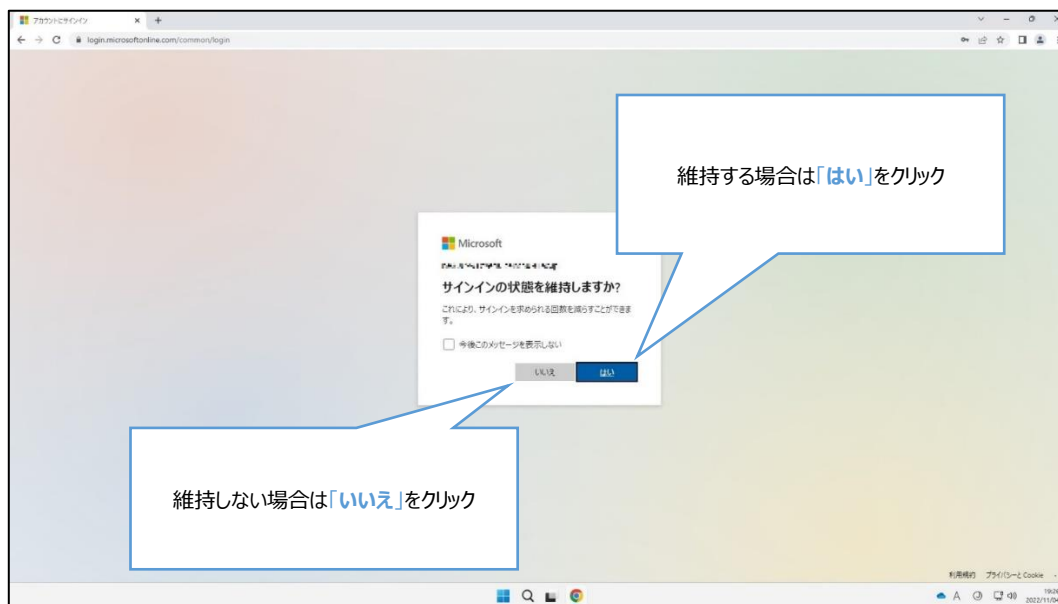 アカウントにサインイン
login.microsoftonline.com/common/login
維持する場合は「はい」をクリック
Microsoft
サインインの状態を維持しますか?
これにより、サインインを求められる回数を減らすことができま
す。
今後このメッセージを表示しない
いいえ はい
維持しない場合は「いいえ」をクリック
利用規約 プライバシーと Cookie
A